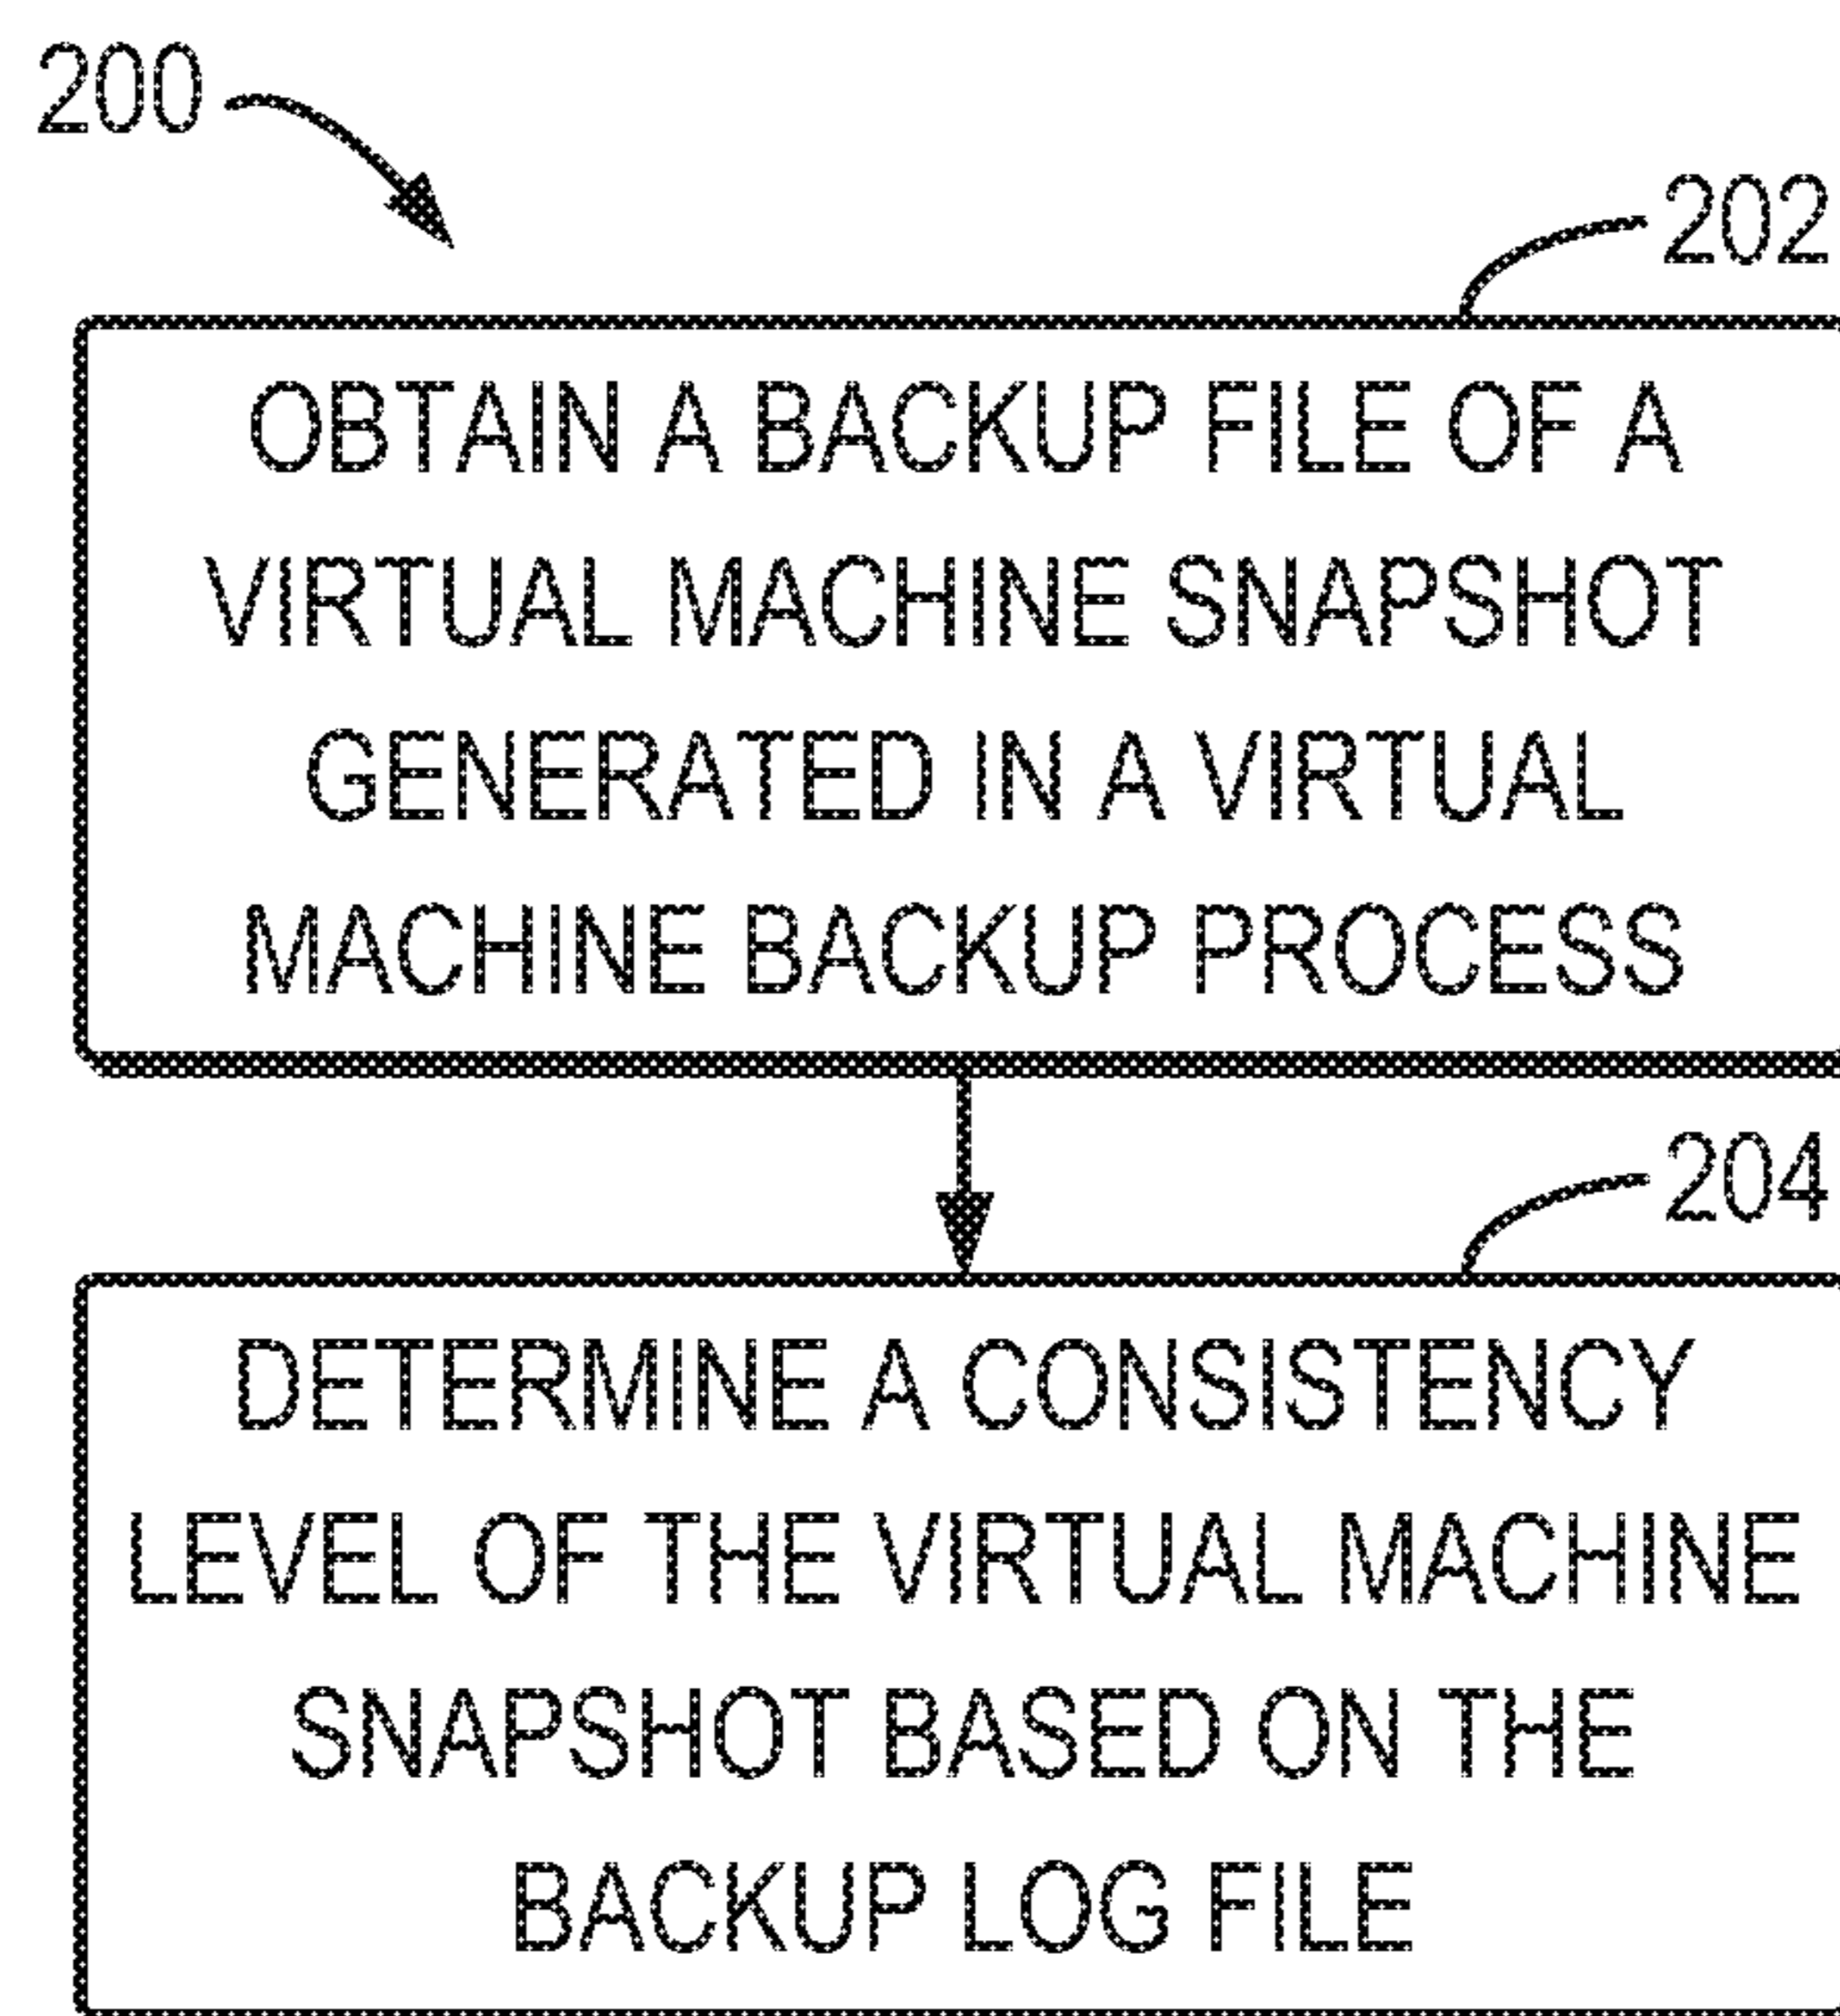 200
202
OBTAIN A BACKUP FILE OF A
VIRTUAL MACHINE SNAPSHOT
GENERATED IN A VIRTUAL
MACHINE BACKUP PROCESS
204
DETERMINE A CONSISTENCY
LEVEL OF THE VIRTUAL MACHINE
SNAPSHOT BASED ON THE
BACKUP LOG FILE